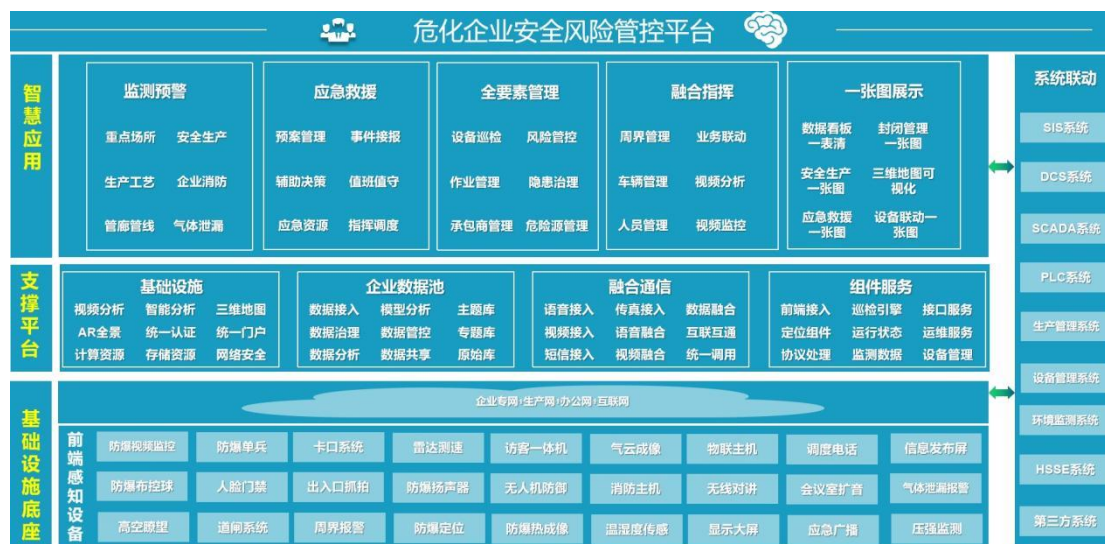 危化企业安全风险管控平台
智慧应用
监测预警
重点场所 安全生产
生产工艺 企业消防
管廊管线 气体泄漏
应急救援
预案管理 事件接报
辅助决策 值班值守
应急资源 指挥调度
全要素管理
设备巡检 风险管控
作业管理 隐患治理
承包商管理 危险源管理
融合指挥
周界管理 业务联动
车辆管理 视频分析
人员管理 视频监控
一张图展示
数据看板
一表清
封闭管理
一张图
安全生产
一张图
三维地图可
视化
应急救援
一张图
设备联动一
张图
支撑平台
基础设施
视频分析 智能分析 三维地图
AR全景 统一认证 统一门户
计算资源 存储资源 网络安全
企业数据池
数据接入 模型分析 主题库
数据治理 数据管控 专题库
数据分析 数据共享 原始库
融合通信
语音接入 传真接入 数据融合
视频接入 语音融合 互联互通
短信接入 视频融合 统一调用
组件服务
前端接入 巡检引擎 接口服务
定位组件 运行状态 运维服务
协议处理 监测数据 设备管理
基础设施底座
企业专网+生产网+办公网+互联网
前端感知设备
防爆视频监控 防爆单兵 卡口系统 雷达测速 访客一体机 气云成像 物联主机 调度电话 信息发布屏
防爆布控球 人脸门禁 出入口抓拍 防爆扬声器 无人机防御 消防主机 无线对讲 会议室扩音 气体泄漏报警
高空瞭望 道闸系统 周界报警 防爆定位 防爆热成像 温湿度传感 显示大屏 应急广播 压强监测
系统联动
SIS系统
DCS系统
SCADA系统
PLC系统
生产管理系统
设备管理系统
环境监测系统
HSSE系统
第三方系统